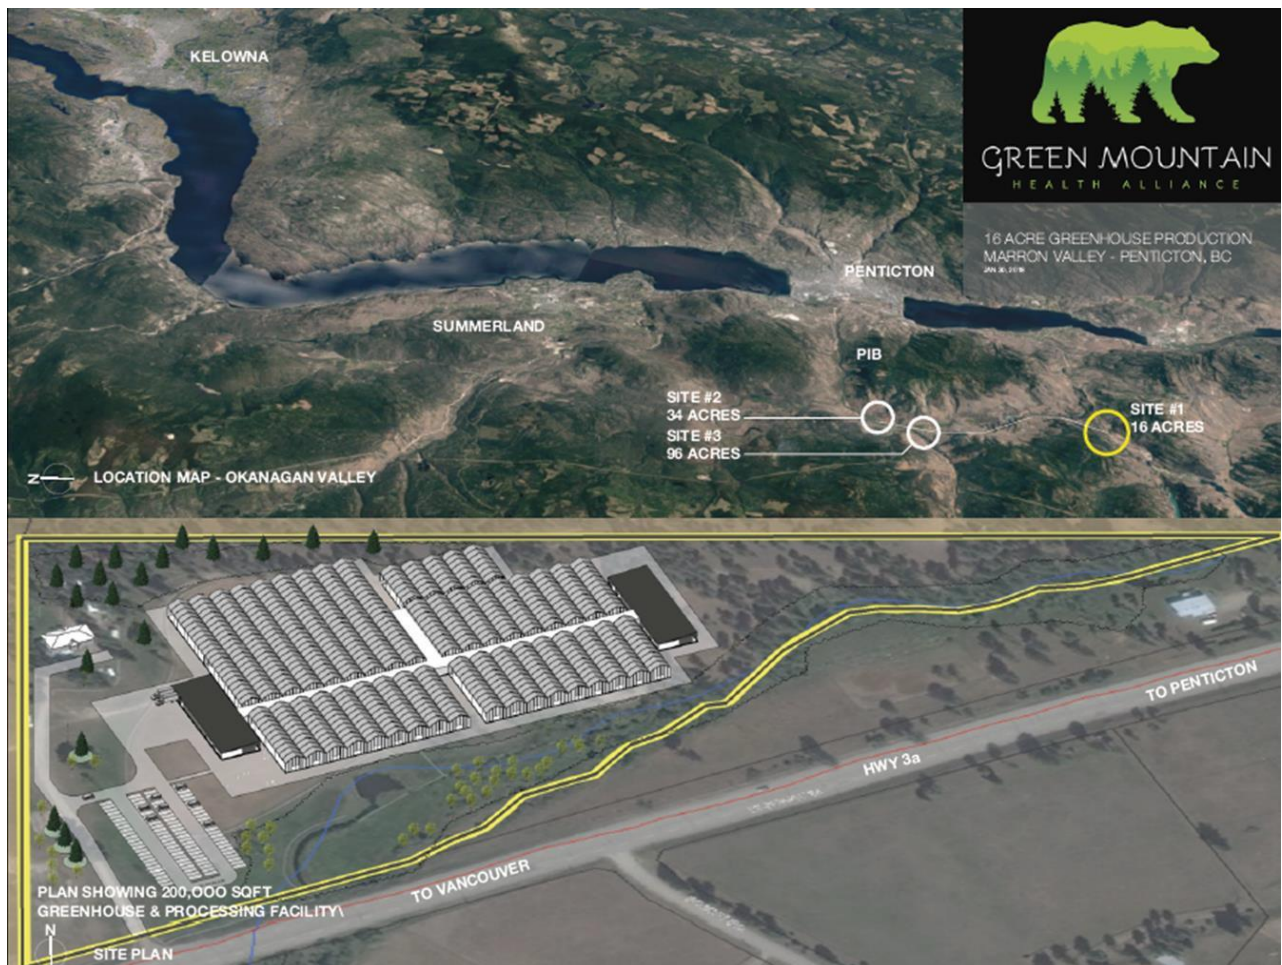 KELOWNA
GREEN MOUNTAIN
HEALTH ALLIANCE
16 ACRE GREENHOUSE PRODUCTION
MARRON VALLEY - PENTICTON, BC
PENTICTON
SUMMERLAND
PIB
SITE #2
34 ACRES
SITE #3
96 ACRES
SITE #1
16 ACRES
N
LOCATION MAP - OKANAGAN VALLEY
TO PENTICTON
HWY 3a
TO VANCOUVER
PLAN SHOWING 200,OOO SQFT
GREENHOUSE & PROCESSING FACILITY\
N
SITE PLAN